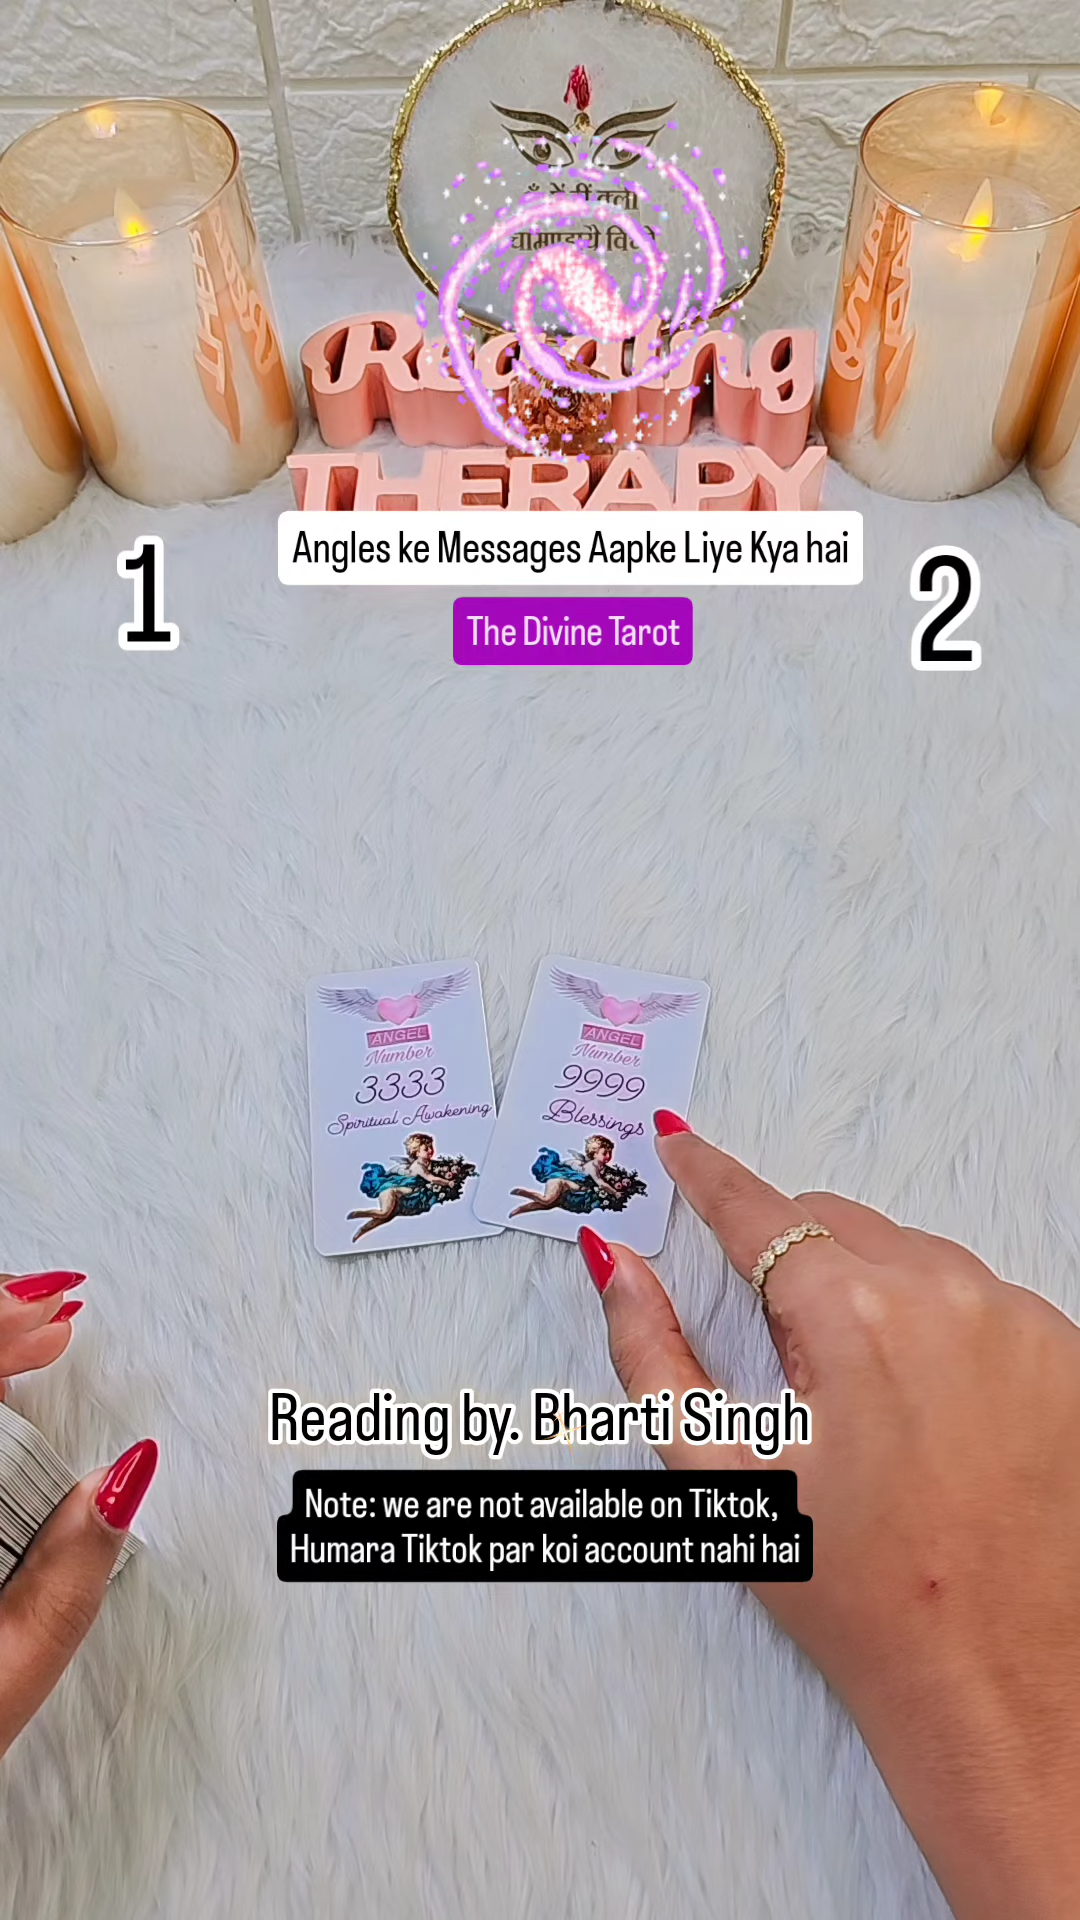 ॐ ऐं ह्रीं क्लीं
चामुण्डायै विच्चे
Reading
THERAPY
Angles ke Messages Aapke Liye Kya hai
1
2
The Divine Tarot
ANGEL
Number
3333
Spiritual Awakening
ANGEL
Number
9999
Blessings
Reading by. Bharti Singh
Note: we are not available on Tiktok,
Humara Tiktok par koi account nahi hai